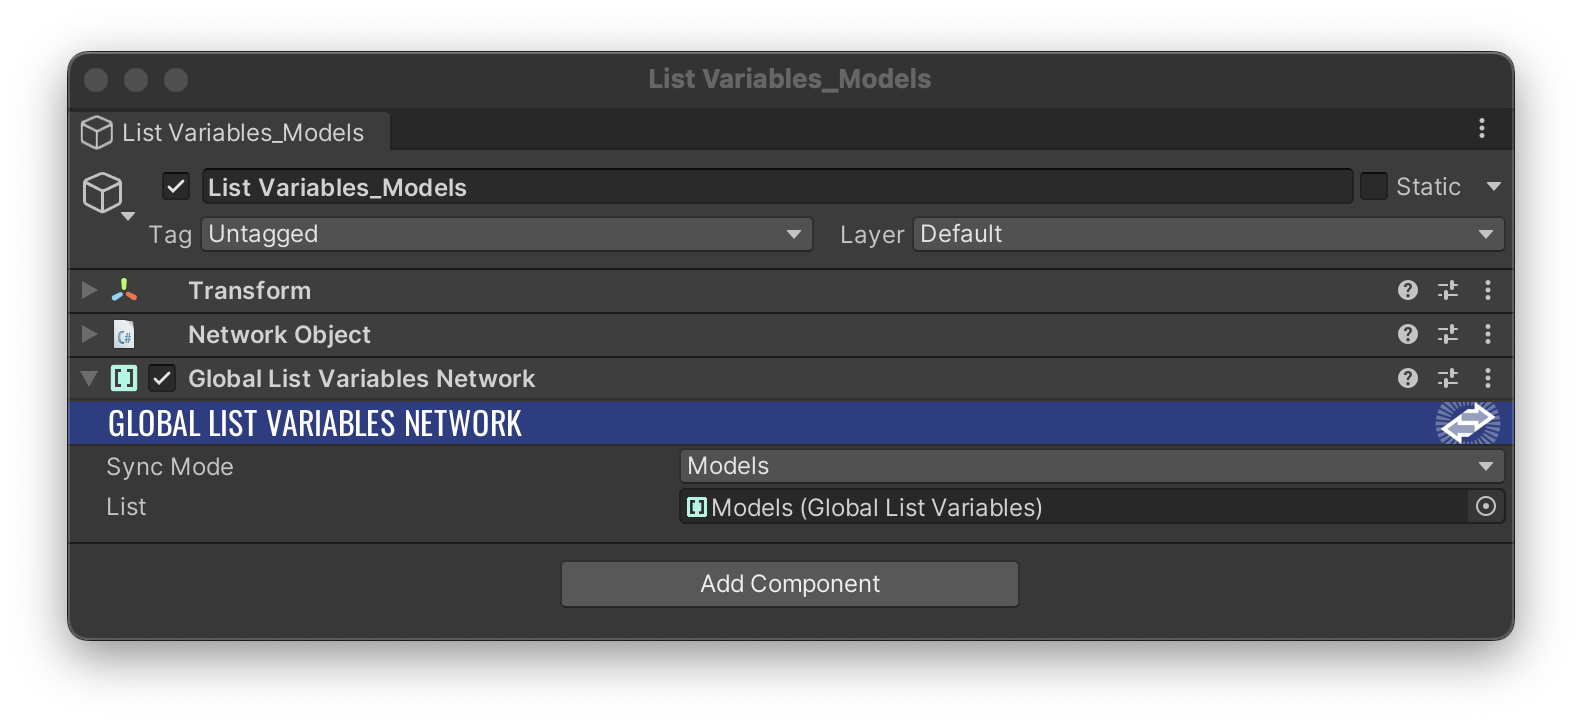 List Variables_Models
List Variables_Models
List Variables_Models
Static
Tag Untagged Layer Default
Transform
Network Object
C#
Global List Variables Network
GLOBAL LIST VARIABLES NETWORK
Sync Mode Models
List Models (Global List Variables)
Add Component